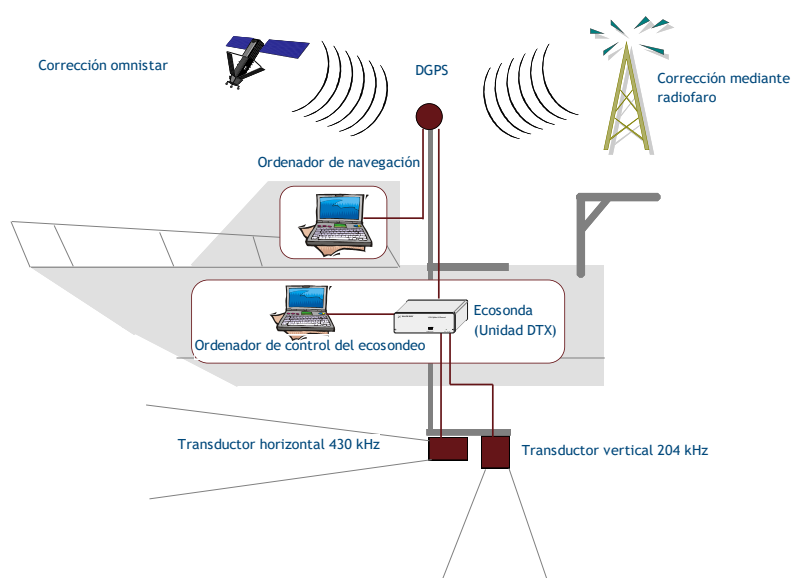 Corrección omnistar
DGPS
Corrección mediante
radiofaro
Ordenador de navegación
Ecosonda
(Unidad DTX)
Ordenador de control del ecosondeo
Transductor horizontal 430 kHz
Transductor vertical 204 kHz